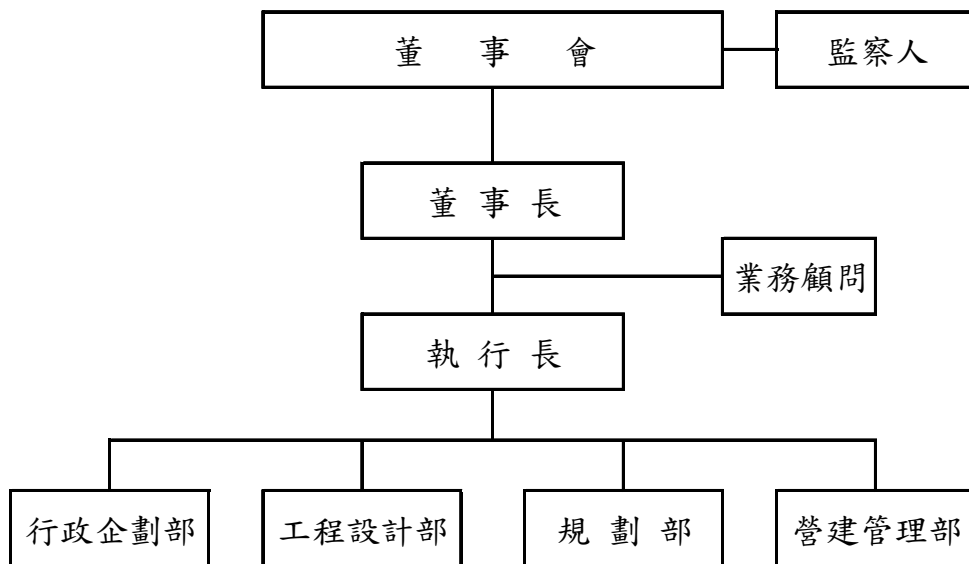 董事會
監察人
董事長
業務顧問
執行長
行政企劃部
工程設計部
規劃部
營建管理部